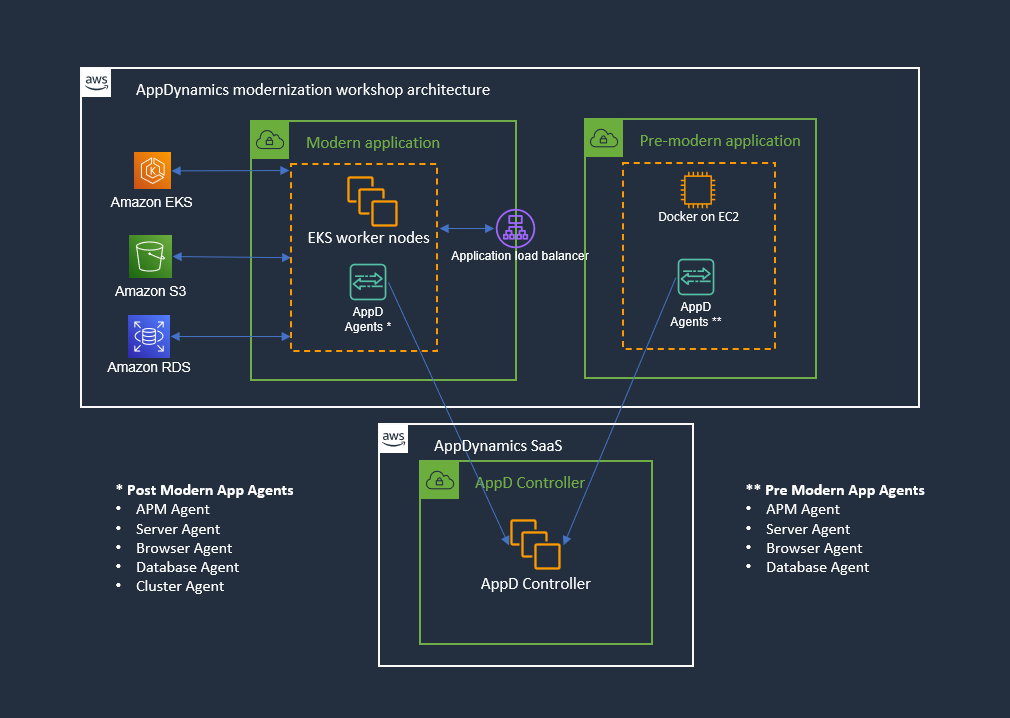 aws
AppDynamics modernization workshop architecture
Modern application
Pre-modern application
Amazon EKS
EKS worker nodes
Docker on EC2
Application load balancer
Amazon S3
AppD
Agents *
AppD
Agents **
Amazon RDS
aws
AppDynamics SaaS
AppD Controller
AppD Controller
* Post Modern App Agents
• APM Agent
• Server Agent
• Browser Agent
• Database Agent
• Cluster Agent
** Pre Modern App Agents
• APM Agent
• Server Agent
• Browser Agent
• Database Agent